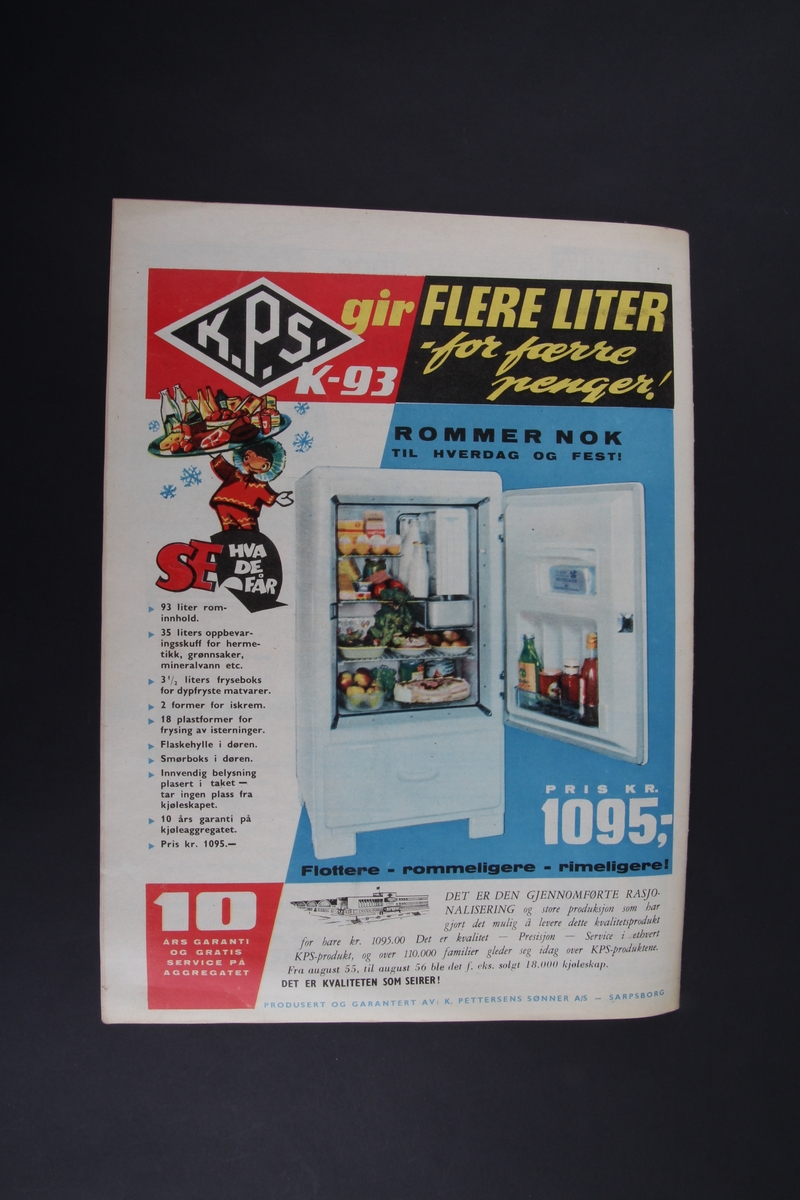 K.P.S. gir FLERE LITER
-for færre
K-93 penger!
ROMMER NOK
TIL HVERDAG OG FEST!
SE HVA
DE
FÅR
93 liter rom-
innhold.
35 liters oppbevar-
ingsskuff for herme-
tikk, grønnsaker,
mineralvann etc.
3 1/2 liters fryseboks
for dypfryste matvarer.
2 former for iskrem.
18 plastformer for
frysing av isterninger.
Flaskehylle i døren.
Smørboks i døren.
Innvendig belysning
plasert i taket —
tar ingen plass fra
kjøleskapet.
10 års garanti på
kjøleaggregatet.
Pris kr. 1095.—
PRIS KR.
1095,-
Flottere - rommeligere - rimeligere!
10
ÅRS GARANTI
OG GRATIS
SERVICE PÅ
AGGREGATET
DET ER DEN GJENNOMFØRTE RASJO-
NALISERING og store produksjon som har
gjort det mulig å levere dette kvalitetsprodukt
for bare kr. 1095.00 Det er kvalitet — Presisjon — Service i ethvert
KPS-produkt, og over 110.000 familier gleder seg idag over KPS-produktene.
Fra august 55, til august 56 ble det f. eks. solgt 18.000 kjøleskap.
DET ER KVALITETEN SOM SEIRER!
PRODUSERT OG GARANTERT AV: K. PETTERSENS SØNNER A/S — SARPSBORG